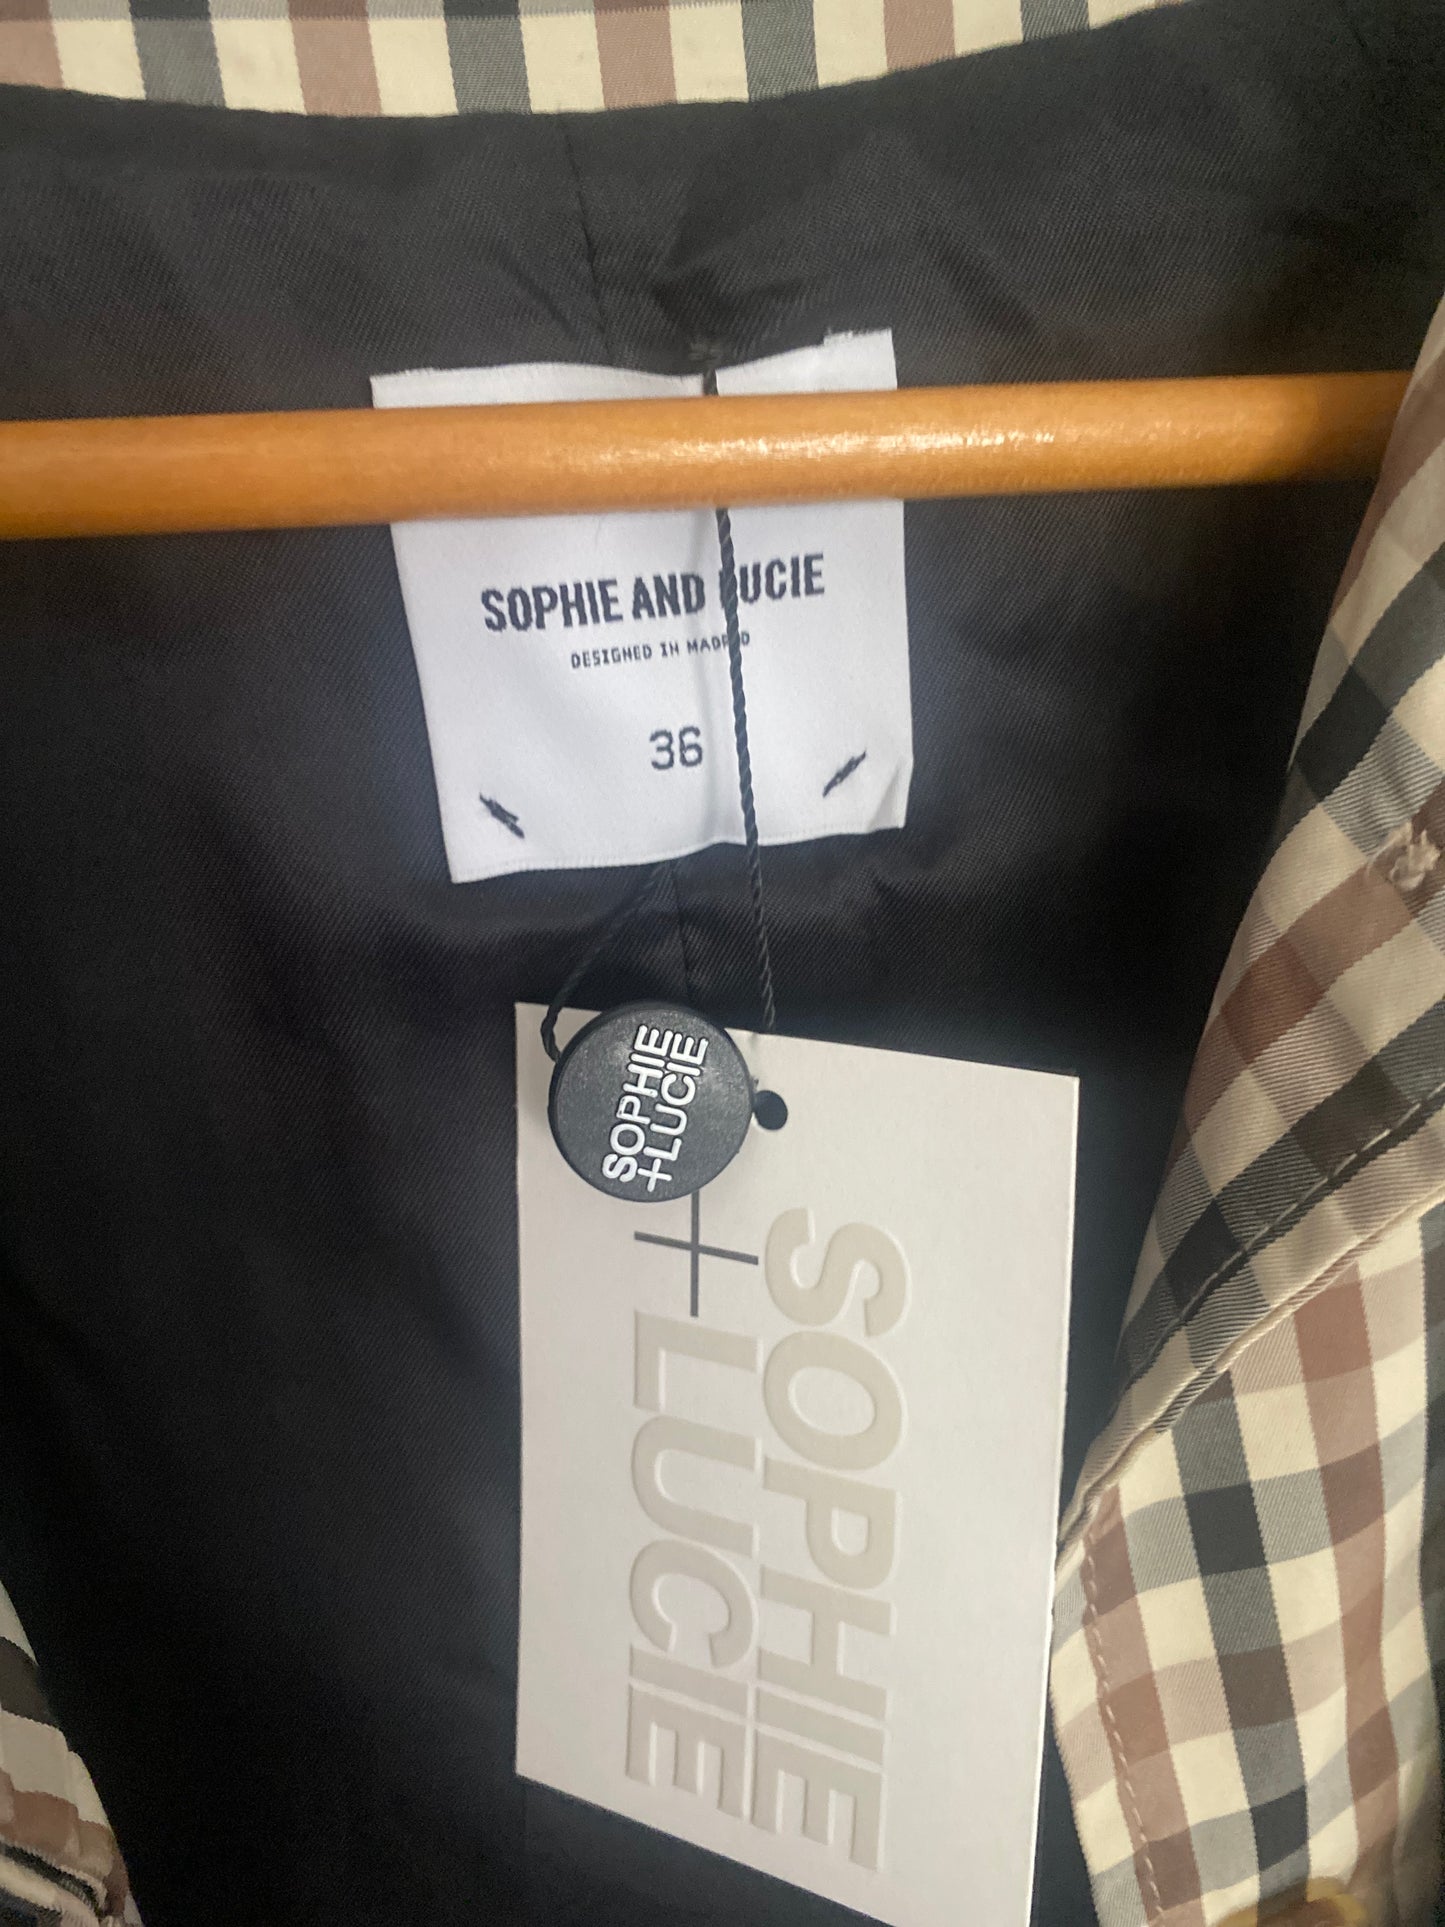 SOPHIE AND LUCIE
DESIGNED IN MADRID
36
SOPHIE
+LUCIE
SOPHIE
+LUCIE